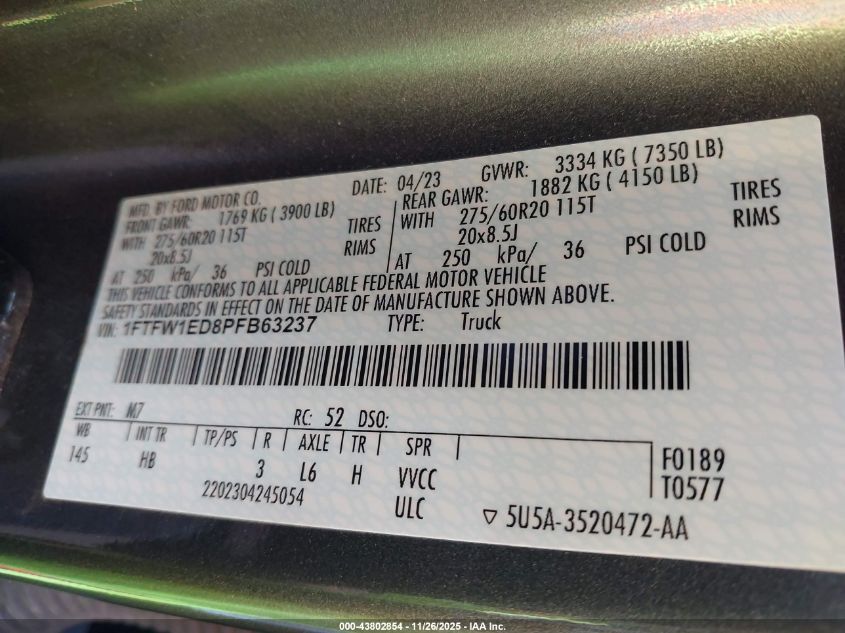 MFD. BY FORD MOTOR CO.
DATE: 04/23 GVWR: 3334 KG ( 7350 LB)
FRONT GAWR: 1769 KG ( 3900 LB)
WITH 275/60R20 115T TIRES
20x8.5J RIMS
AT 250 kPa/ 36 PSI COLD
REAR GAWR: 1882 KG ( 4150 LB)
WITH 275/60R20 115T TIRES
20x8.5J RIMS
AT 250 kPa/ 36 PSI COLD
THIS VEHICLE CONFORMS TO ALL APPLICABLE FEDERAL MOTOR VEHICLE
SAFETY STANDARDS IN EFFECT ON THE DATE OF MANUFACTURE SHOWN ABOVE.
VIN: 1FTFW1ED8PFB63237 TYPE: Truck
EXT PNT: M7 RC: 52 DSO:
WB INT TR TP/PS R AXLE TR SPR
145 HB 3 L6 H VVCC
F0189
T0577
2202304245054 ULC
5U5A-3520472-AA
000-43802854 - 11/26/2025 - IAA Inc.